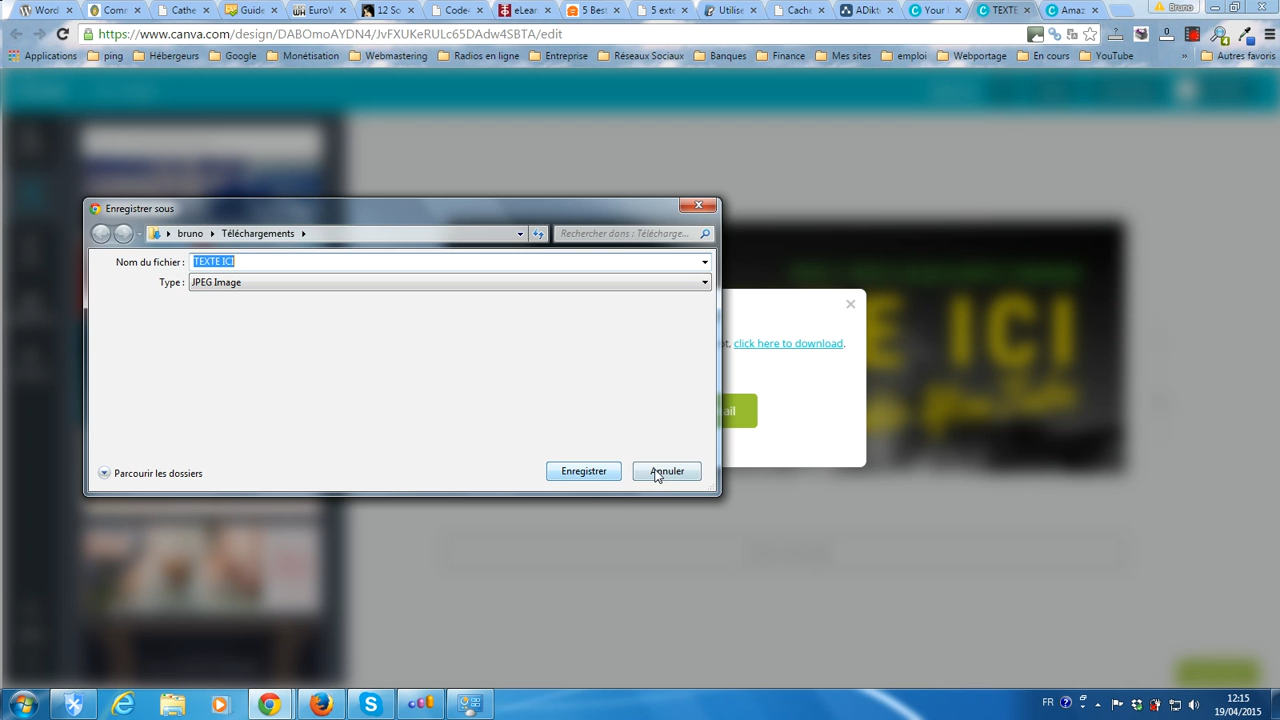 Word
Comm
Cathe
Guide
EuroV
12 Sc
Code
eLear
5 Best
5 exte
Utilise
Cache
ADikt
Your
TEXTE
Amaz
Bruno
https://www.canva.com/design/DABOmtAYDN4/JvFXUKeRULc65DAdw4SBTA/edit
Applications ping Hébergeurs Google Monétisation Webmastering Radios en ligne Entreprise Réseaux Sociaux Banques Finance Mes sites emploi Webportage En cours YouTube » Autres favoris
Enregistrer sous
bruno Téléchargements
Rechercher dans : Télécharge...
Nom du fichier : TEXTE ICI
Type : JPEG Image
t, click here to download.
E ICI
ail
Parcourir les dossiers
Enregistrer
Annuler
FR
12:15
19/04/2015